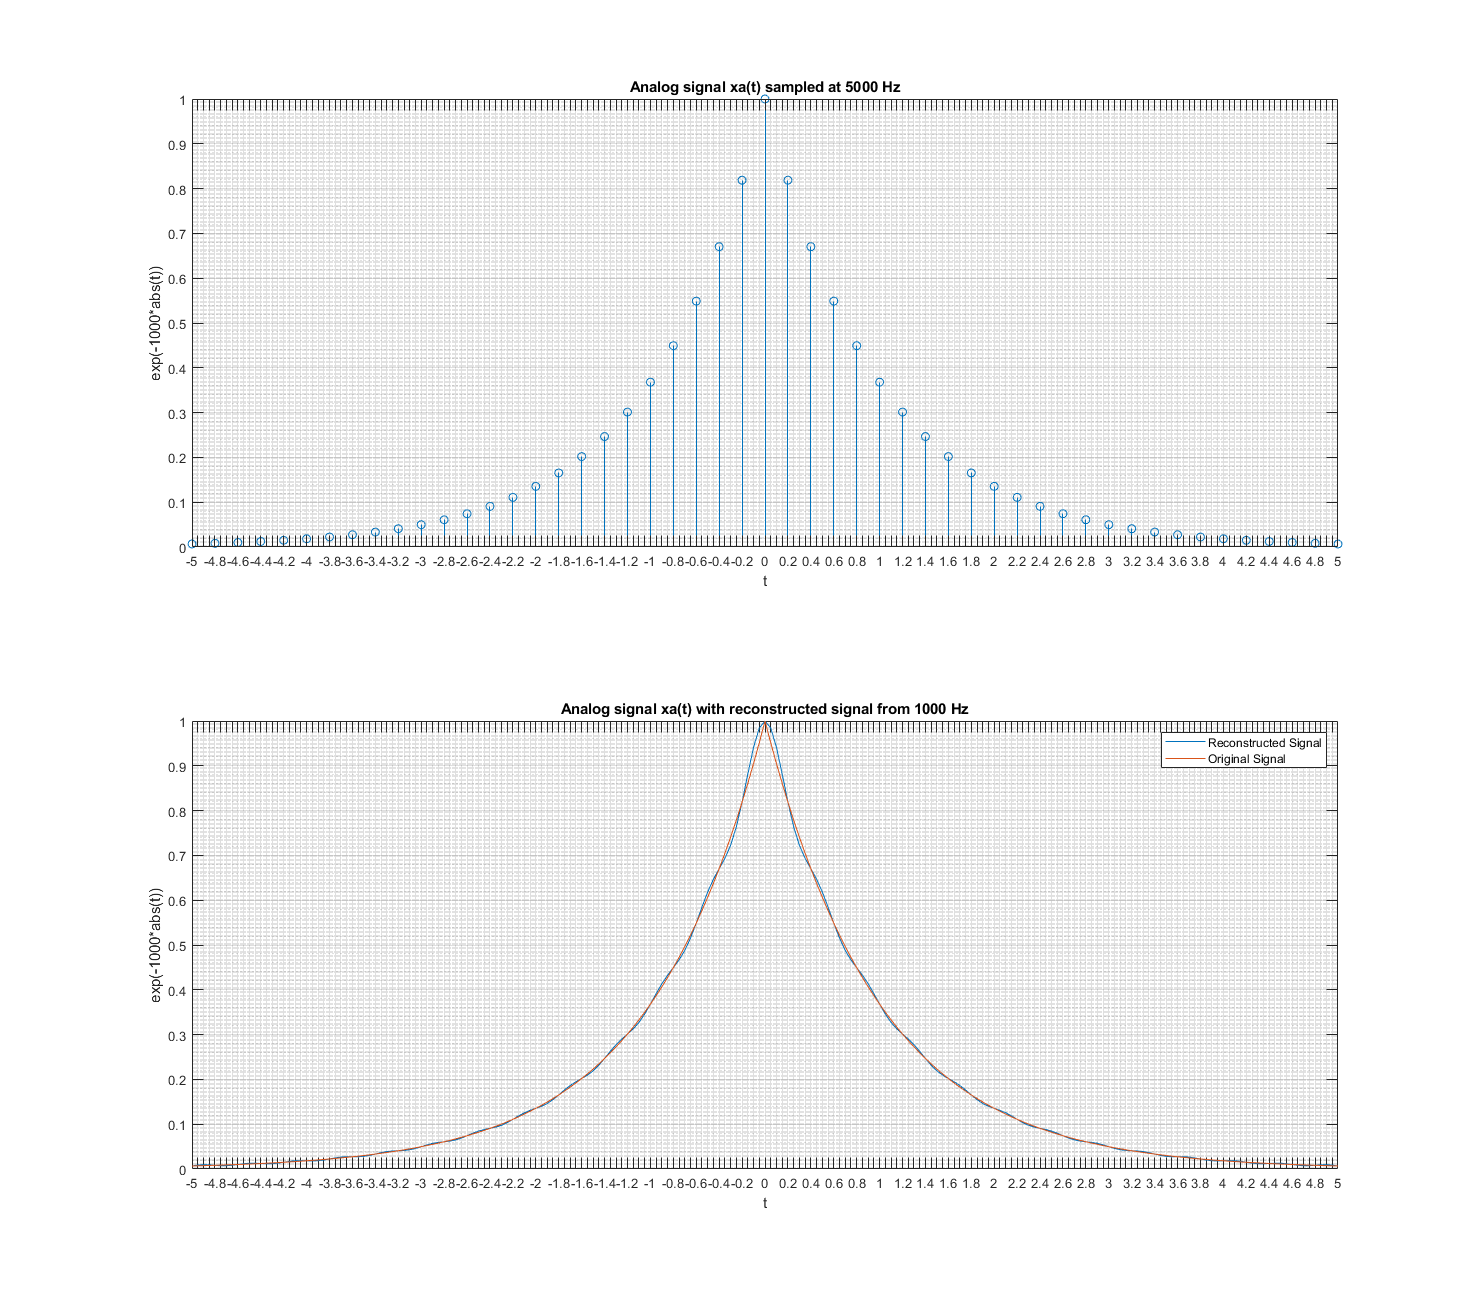 Analog signal xa(t) sampled at 5000 Hz
1
0.9
0.8
0.7
0.6
0.5
0.4
0.3
0.2
0.1
0
exp(-1000*abs(t))
-5 -4.8 -4.6 -4.4 -4.2 -4 -3.8 -3.6 -3.4 -3.2 -3 -2.8 -2.6 -2.4 -2.2 -2 -1.8 -1.6 -1.4 -1.2 -1 -0.8 -0.6 -0.4 -0.2 0 0.2 0.4 0.6 0.8 1 1.2 1.4 1.6 1.8 2 2.2 2.4 2.6 2.8 3 3.2 3.4 3.6 3.8 4 4.2 4.4 4.6 4.8 5
t
Analog signal xa(t) with reconstructed signal from 1000 Hz
Reconstructed Signal
Original Signal
1
0.9
0.8
0.7
0.6
0.5
0.4
0.3
0.2
0.1
0
exp(-1000*abs(t))
-5 -4.8 -4.6 -4.4 -4.2 -4 -3.8 -3.6 -3.4 -3.2 -3 -2.8 -2.6 -2.4 -2.2 -2 -1.8 -1.6 -1.4 -1.2 -1 -0.8 -0.6 -0.4 -0.2 0 0.2 0.4 0.6 0.8 1 1.2 1.4 1.6 1.8 2 2.2 2.4 2.6 2.8 3 3.2 3.4 3.6 3.8 4 4.2 4.4 4.6 4.8 5
t